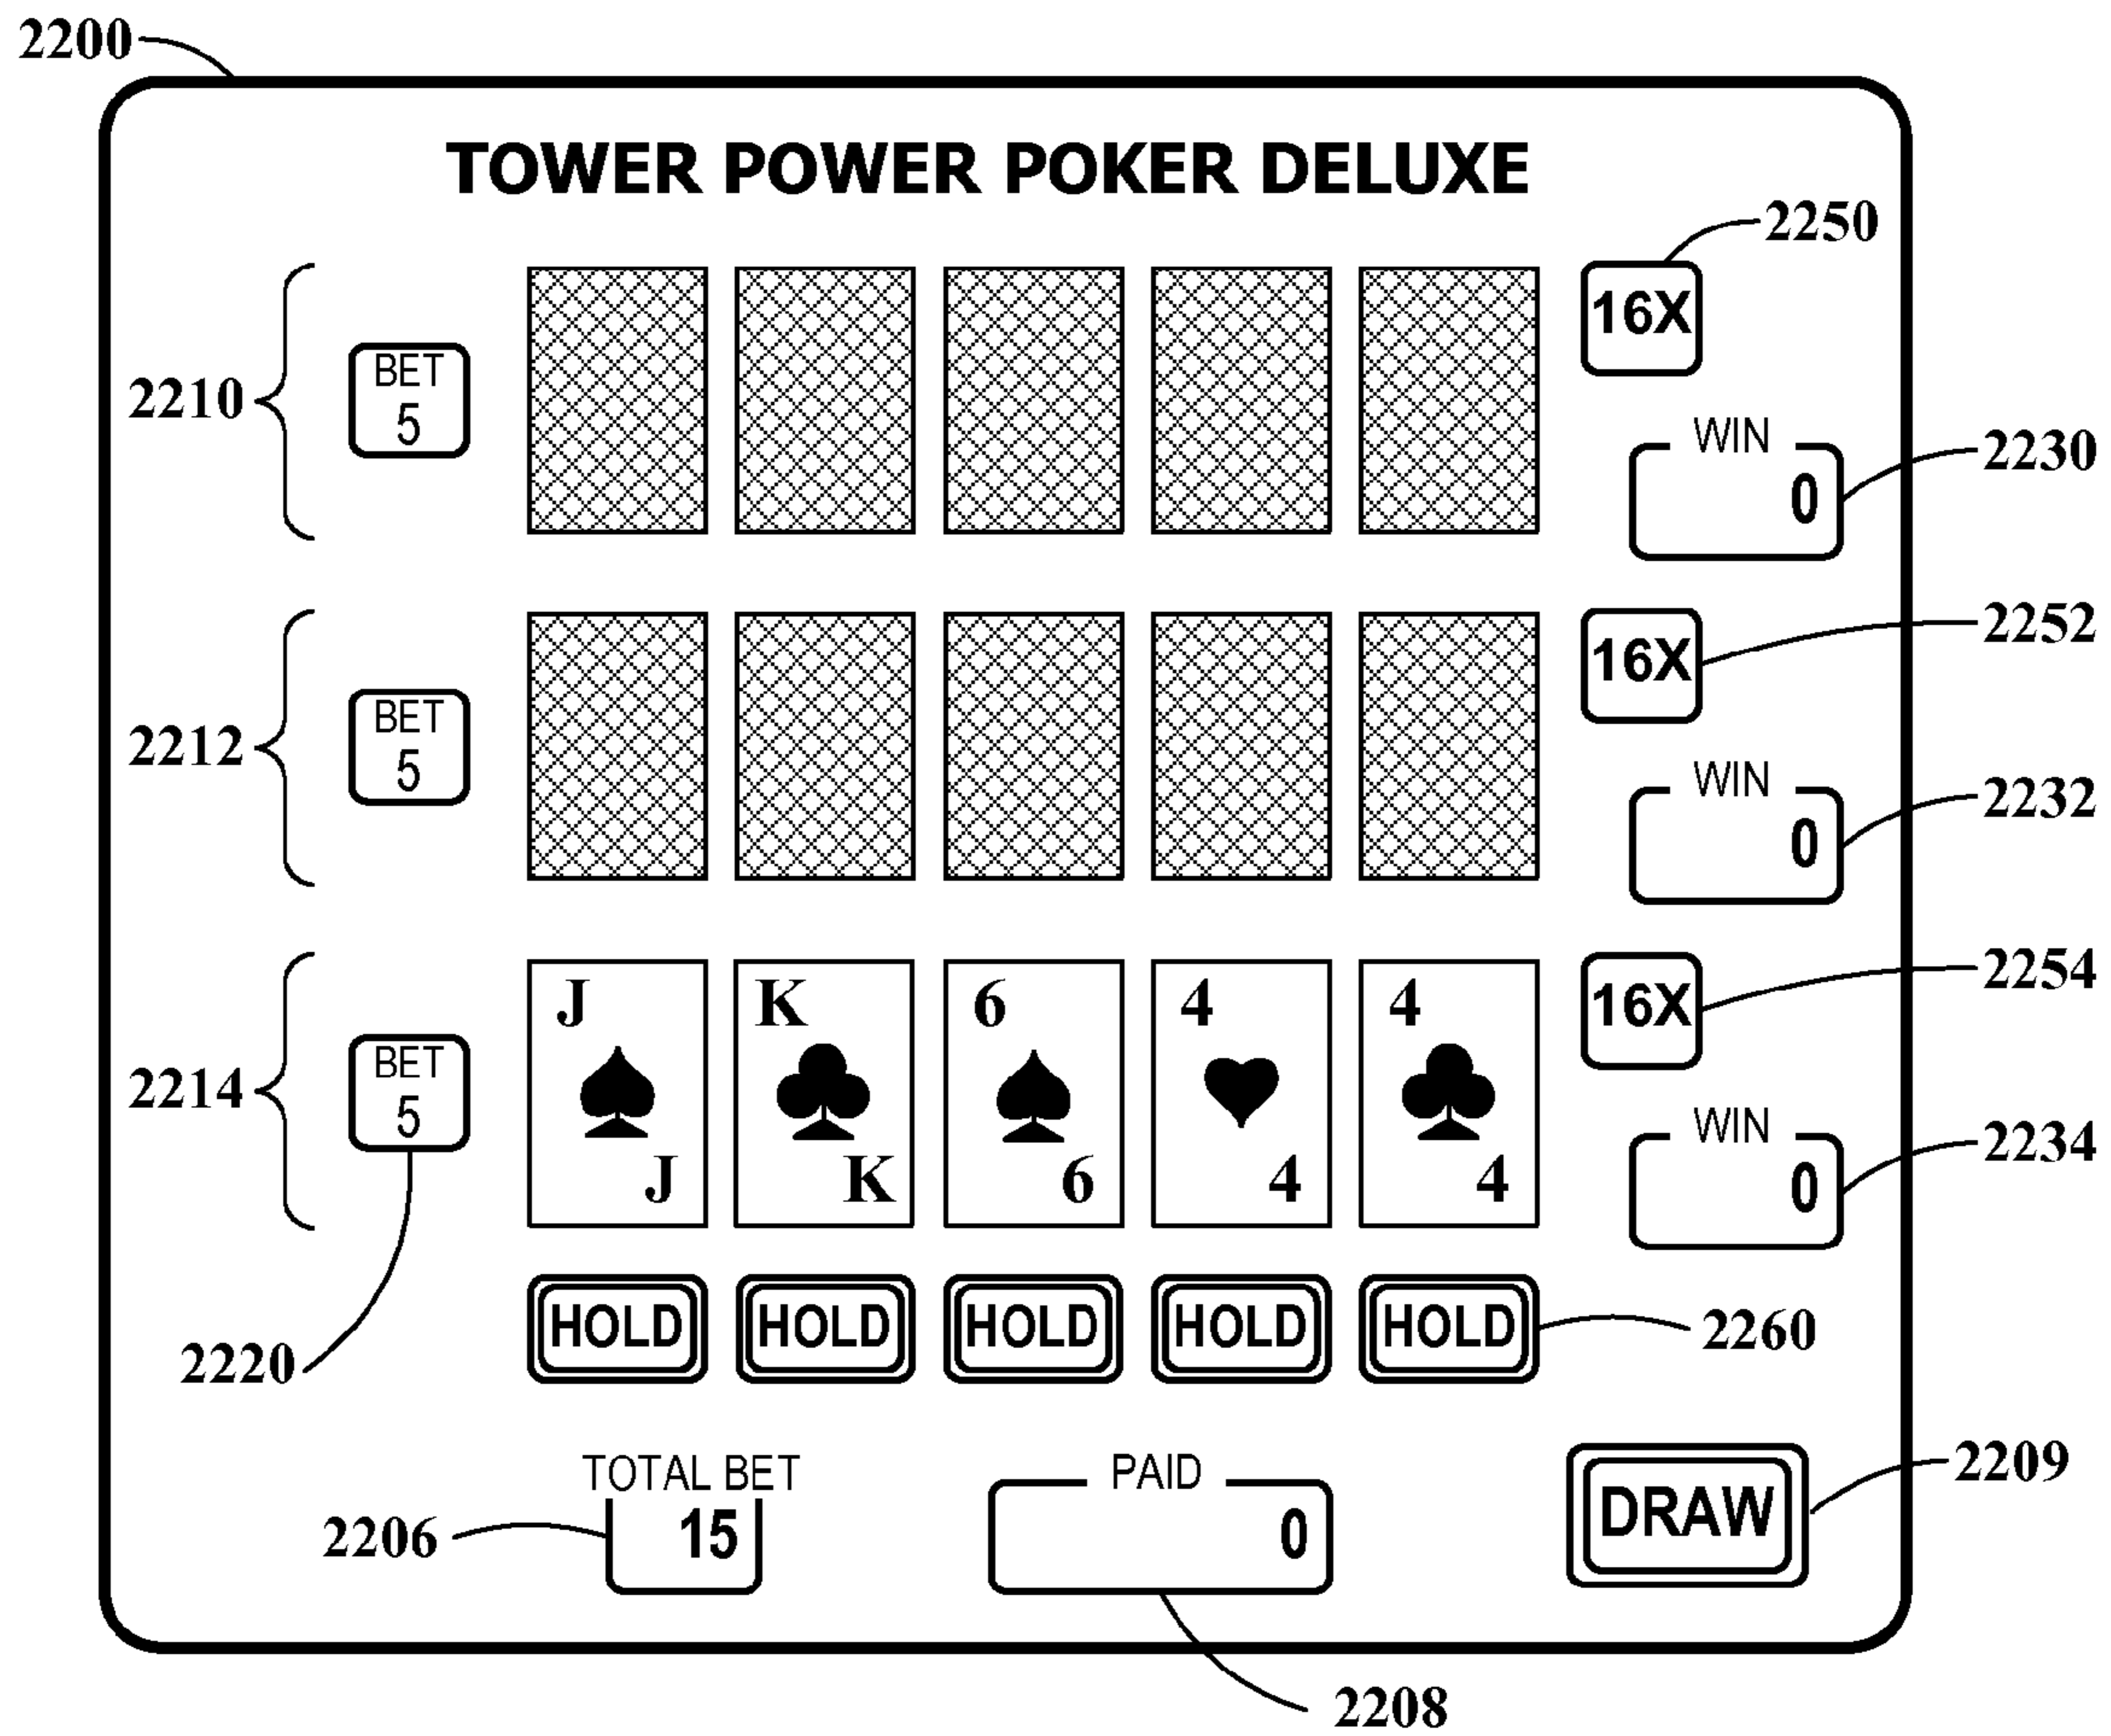 2200
TOWER POWER POKER DELUXE
2250
16X
BET
5
2210
WIN
0
2230
16X
2252
BET
5
2212
WIN
0
2232
J K 6 4 4
16X
2254
BET
5
2214
WIN
0
2234
J K 6 4 4
HOLD HOLD HOLD HOLD HOLD
2260
2220
TOTAL BET
15
2206
PAID
0
DRAW
2209
2208